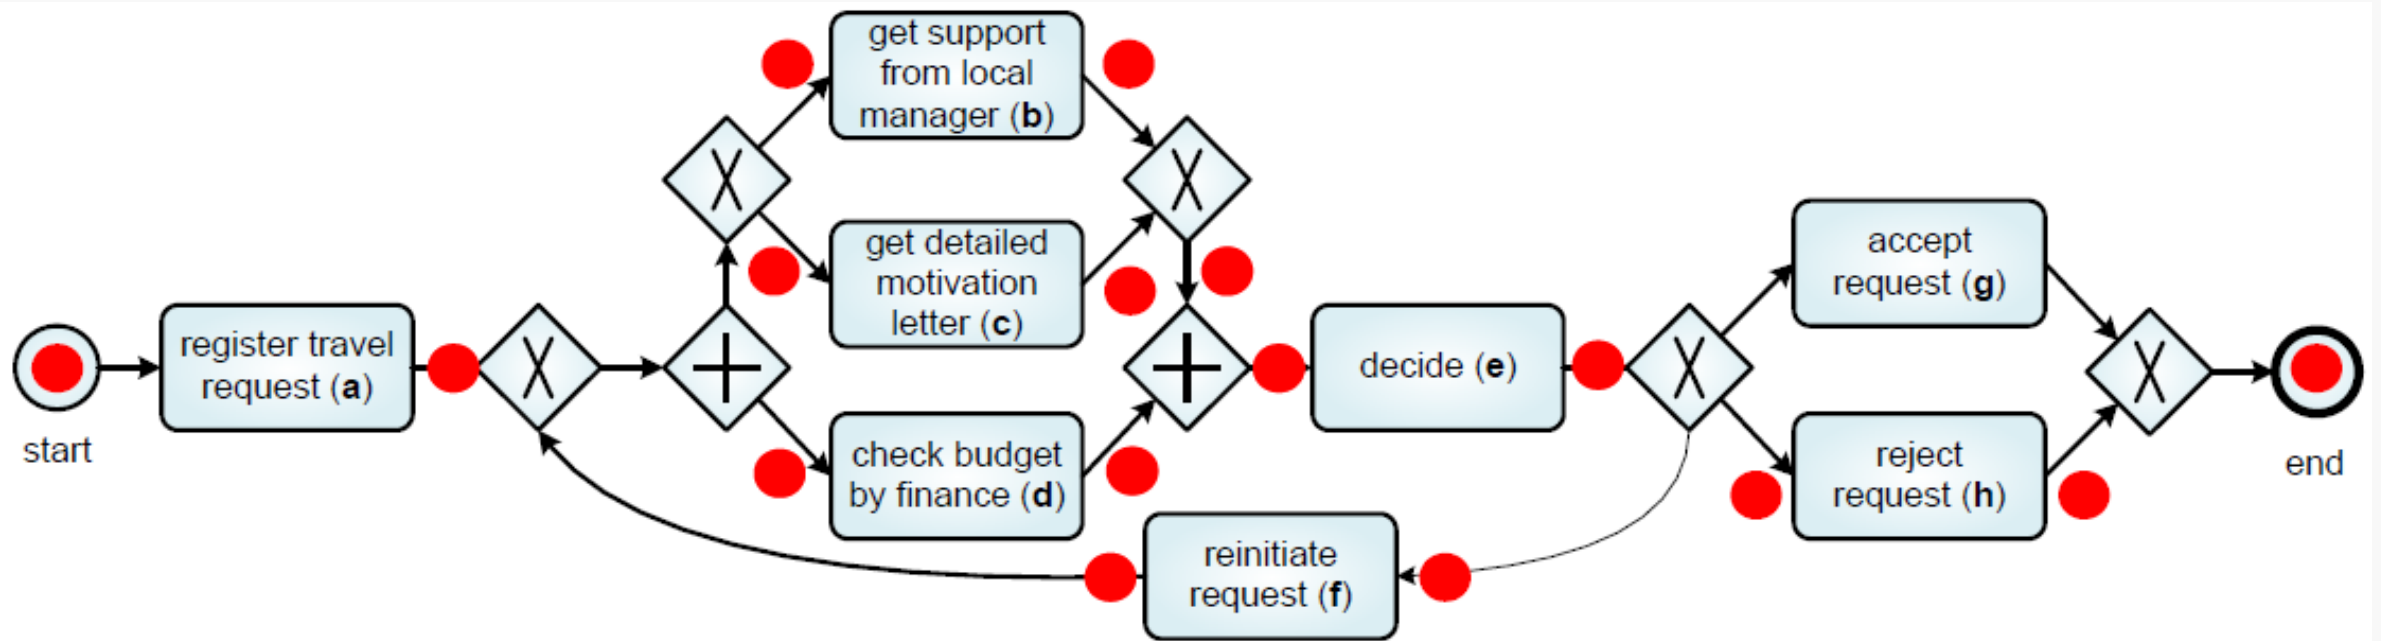 start
register travel
request (a)
get support
from local
manager (b)
get detailed
motivation
letter (c)
check budget
by finance (d)
decide (e)
reinitiate
request (f)
accept
request (g)
reject
request (h)
end